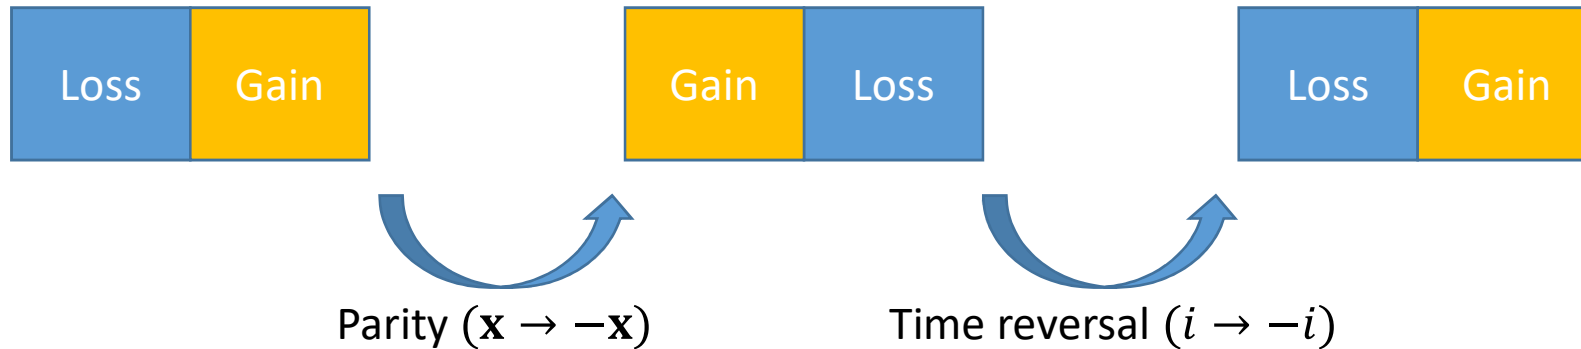 Loss Gain Gain Loss Loss Gain
Parity (𝐱 → −𝐱) Time reversal (𝑖 → −𝑖)